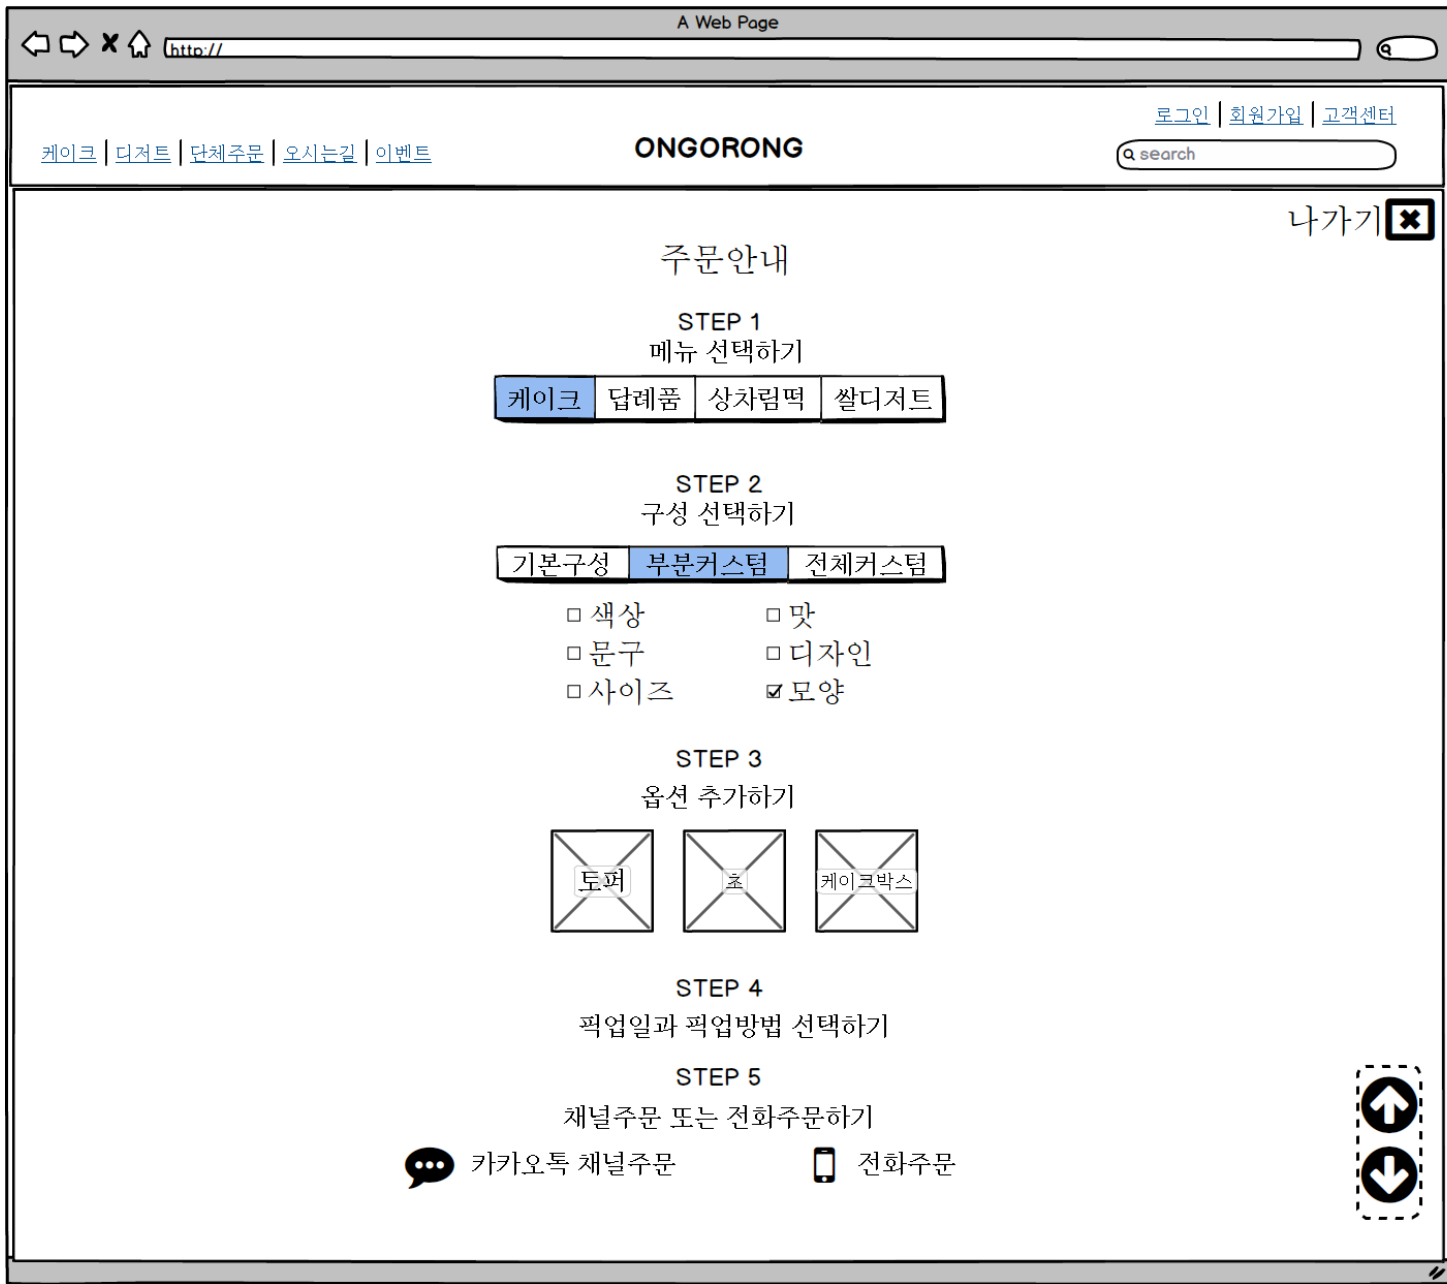 A Web Page
http://
로그인 | 회원가입 | 고객센터
케이크 | 디저트 | 단체주문 | 오시는길 | 이벤트
ONGORONG
search
나가기
주문안내
STEP 1
메뉴 선택하기
케이크 답례품 상차림떡 쌀디저트
STEP 2
구성 선택하기
기본구성 부분커스텀 전체커스텀
색상 맛
문구 디자인
사이즈 모양
STEP 3
옵션 추가하기
토퍼 초 케이크박스
STEP 4
픽업일과 픽업방법 선택하기
STEP 5
채널주문 또는 전화주문하기
카카오톡 채널주문 전화주문